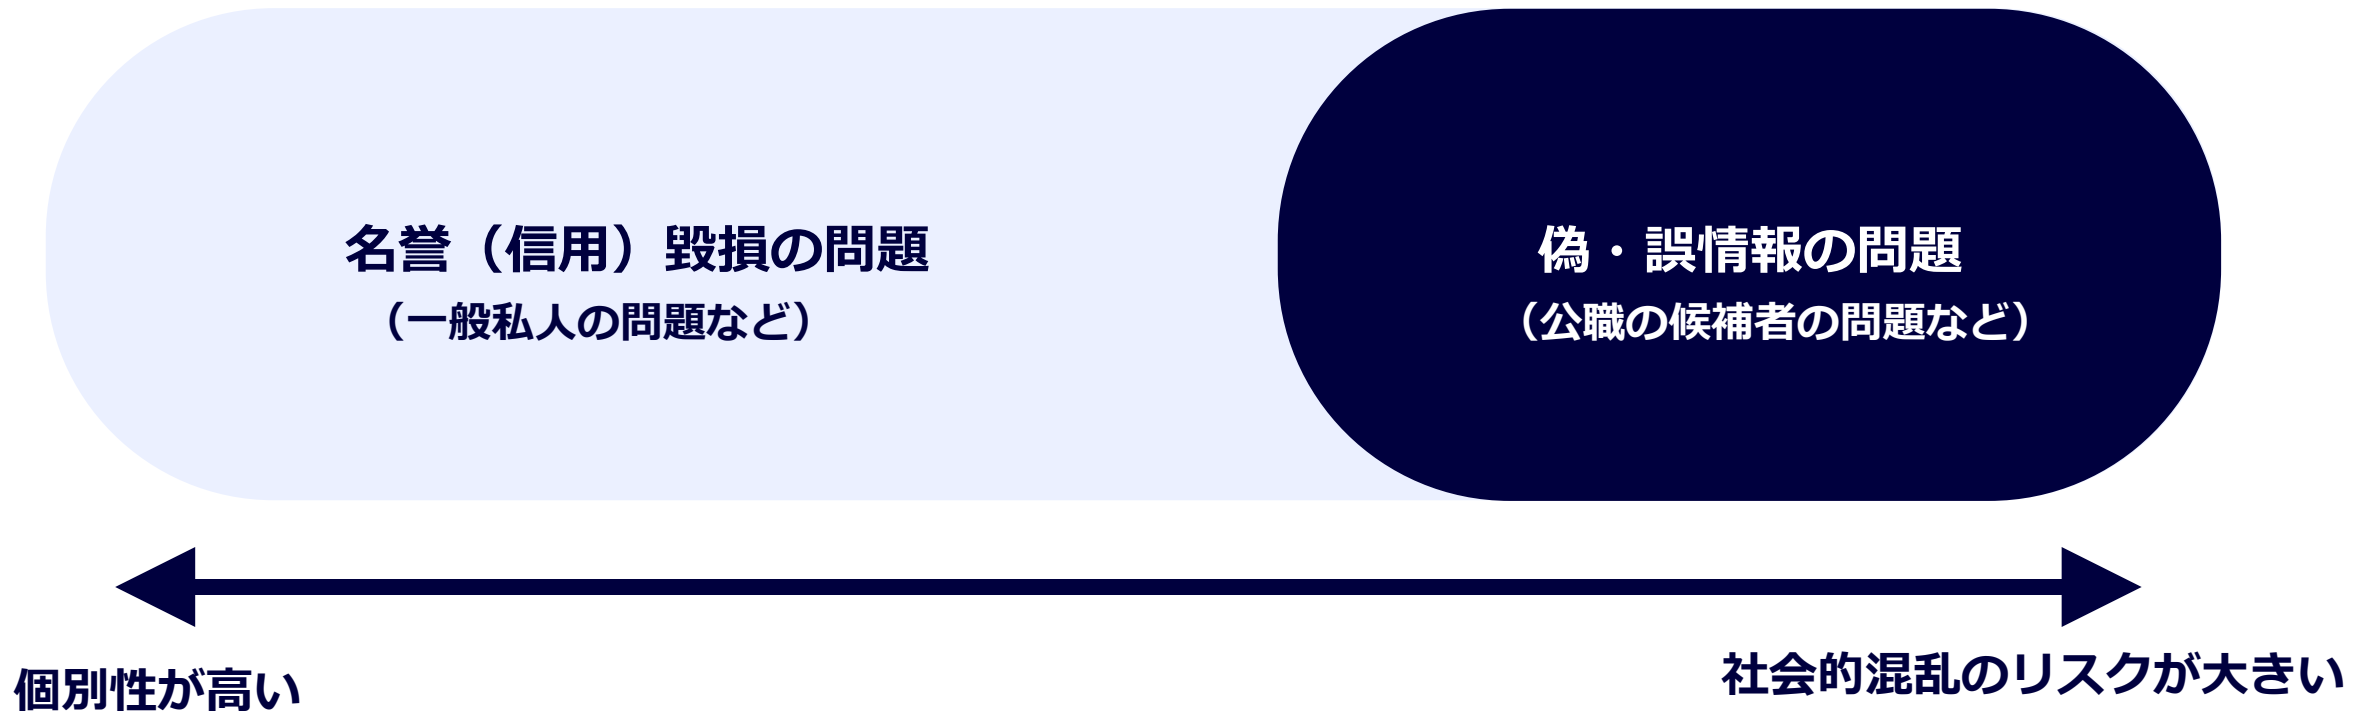 名誉（信用）毀損の問題
（一般私人の問題など）
偽・誤情報の問題
（公職の候補者の問題など）
個別性が高い
社会的混乱のリスクが大きい